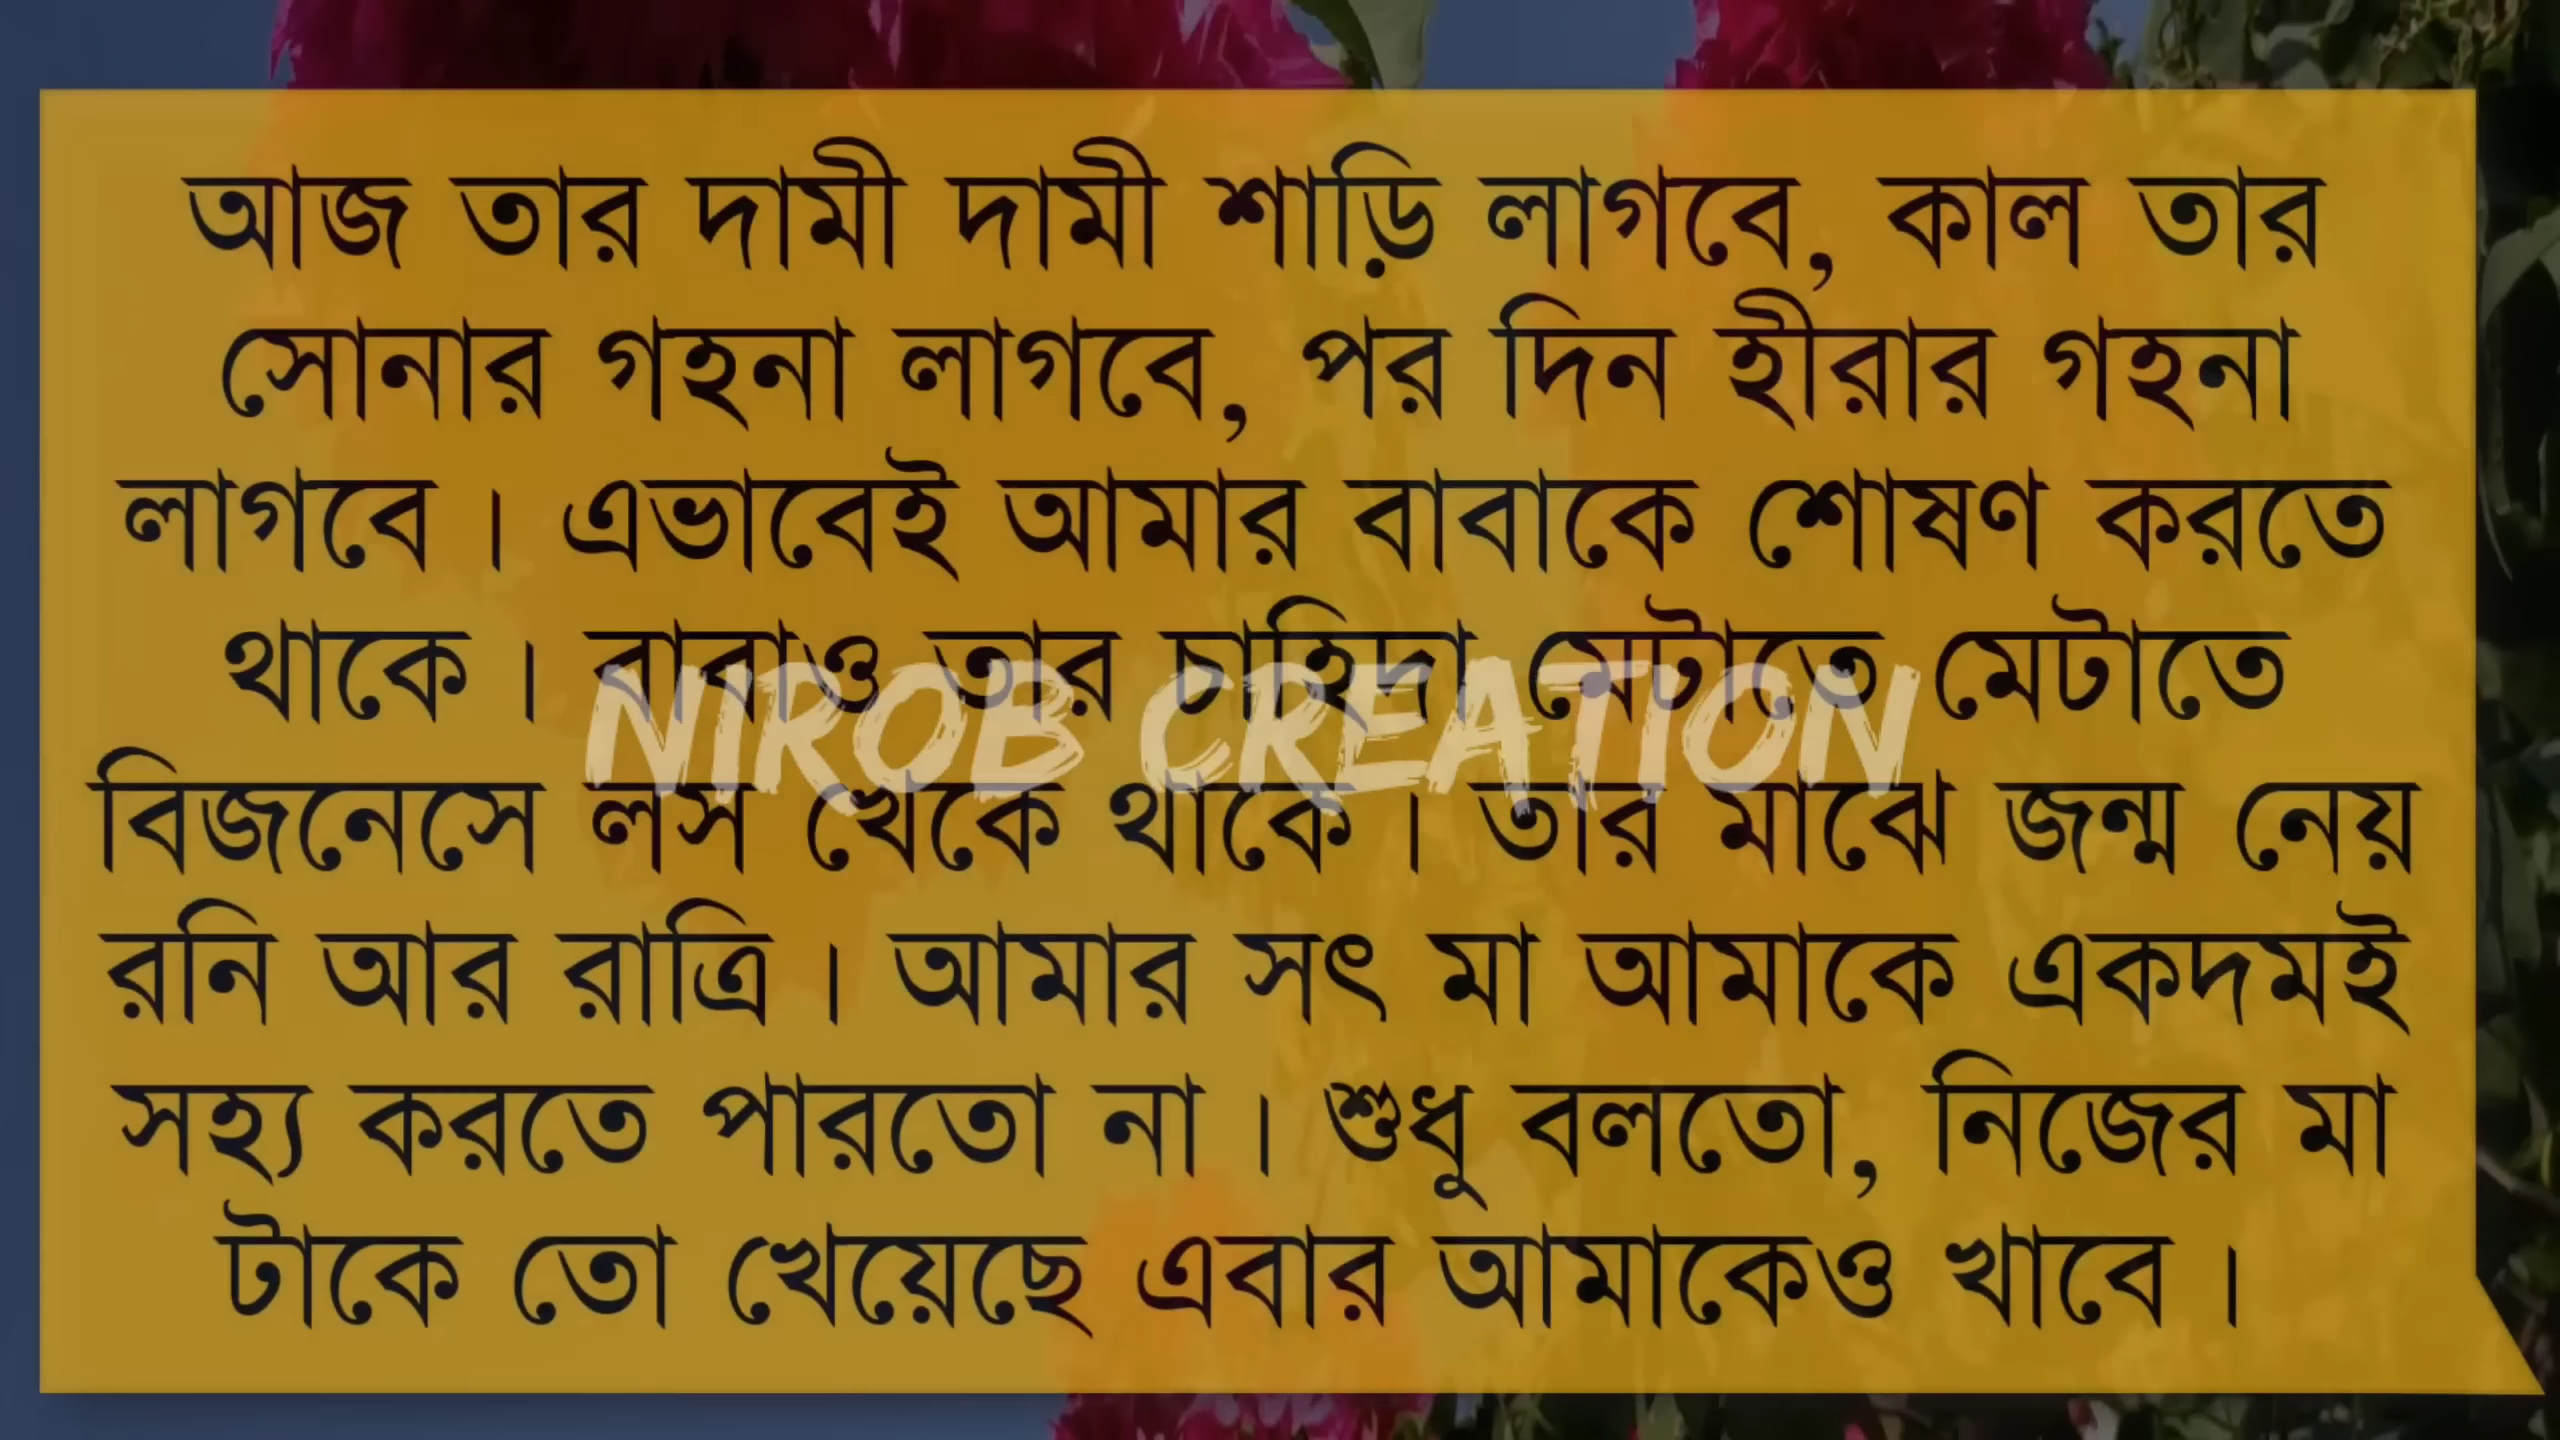 আজ তার দামী দামী শাড়ি লাগবে, কাল তার
সোনার গহনা লাগবে, পর দিন হীরার গহনা
লাগবে । এভাবেই আমার বাবাকে শোষণ করতে
থাকে । বাবাও তার চাহিদা মেটাতে মেটাতে
NIROB CREATION
বিজনেসে লস খেকে থাকে । তার মাঝে জন্ম নেয়
রনি আর রাত্রি । আমার সৎ মা আমাকে একদমই
সহ্য করতে পারতো না । শুধু বলতো, নিজের মা
টাকে তো খেয়েছে এবার আমাকেও খাবে ।